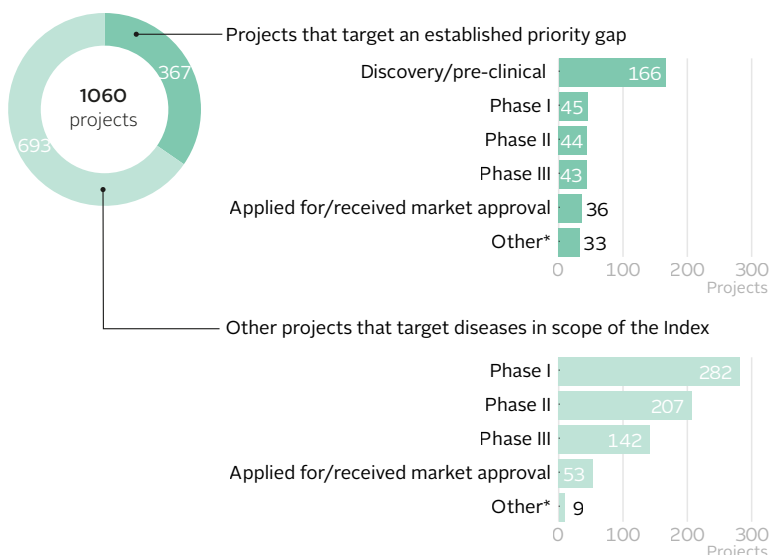 Projects that target an established priority gap
367
1060
projects
693
Discovery/pre-clinical 166
Phase I 45
Phase II 44
Phase III 43
Applied for/received market approval 36
Other* 33
0 100 200 300
Projects
Other projects that target diseases in scope of the Index
Phase I 282
Phase II 207
Phase III 142
Applied for/received market approval 53
Other* 9
0 100 200 300
Projects